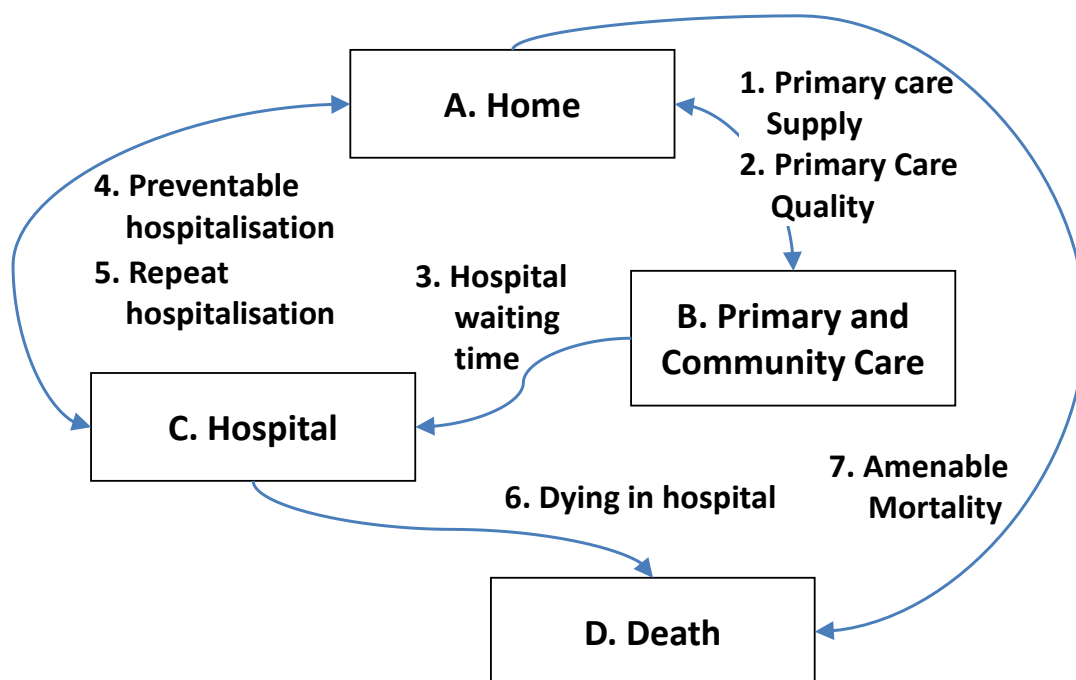 A. Home
1. Primary care
Supply
2. Primary Care
Quality
4. Preventable
hospitalisation
5. Repeat
hospitalisation
3. Hospital
waiting
time
B. Primary and
Community Care
C. Hospital
6. Dying in hospital
7. Amenable
Mortality
D. Death